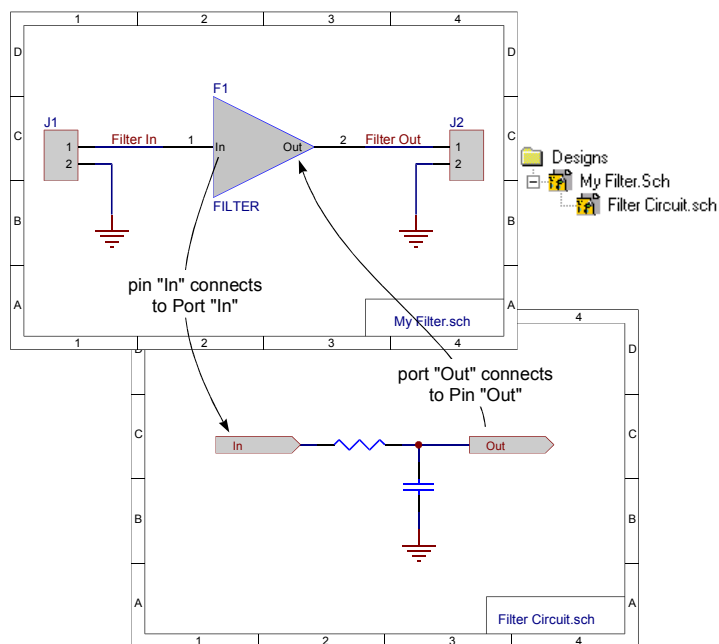 1 2 3 4
D D
F1
J1 J2
C C
1 Filter In 1 In Out 2 Filter Out 1
2 2
FILTER
B B
A A
pin "In" connects
to Port "In"
My Filter.sch
1 2 3 4
Designs
My Filter.Sch
Filter Circuit.sch
4
D D
port "Out" connects
to Pin "Out"
C C
In Out
B B
A A
Filter Circuit.sch
1 2 3 4